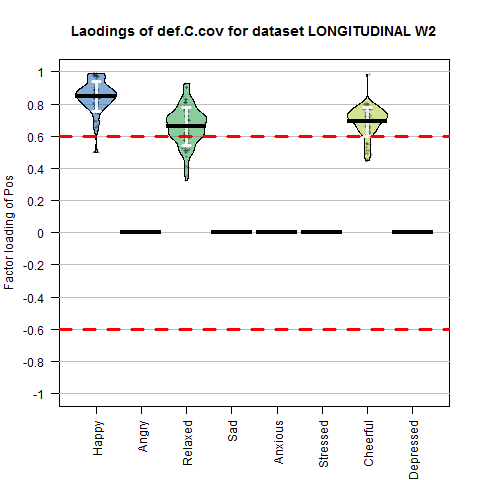 Laodings of def.C.cov for dataset LONGITUDINAL W2
Factor loading of Pos
1
0.8
0.6
0.4
0.2
0
-0.2
-0.4
-0.6
-0.8
-1
Happy
Angry
Relaxed
Sad
Anxious
Stressed
Cheerful
Depressed